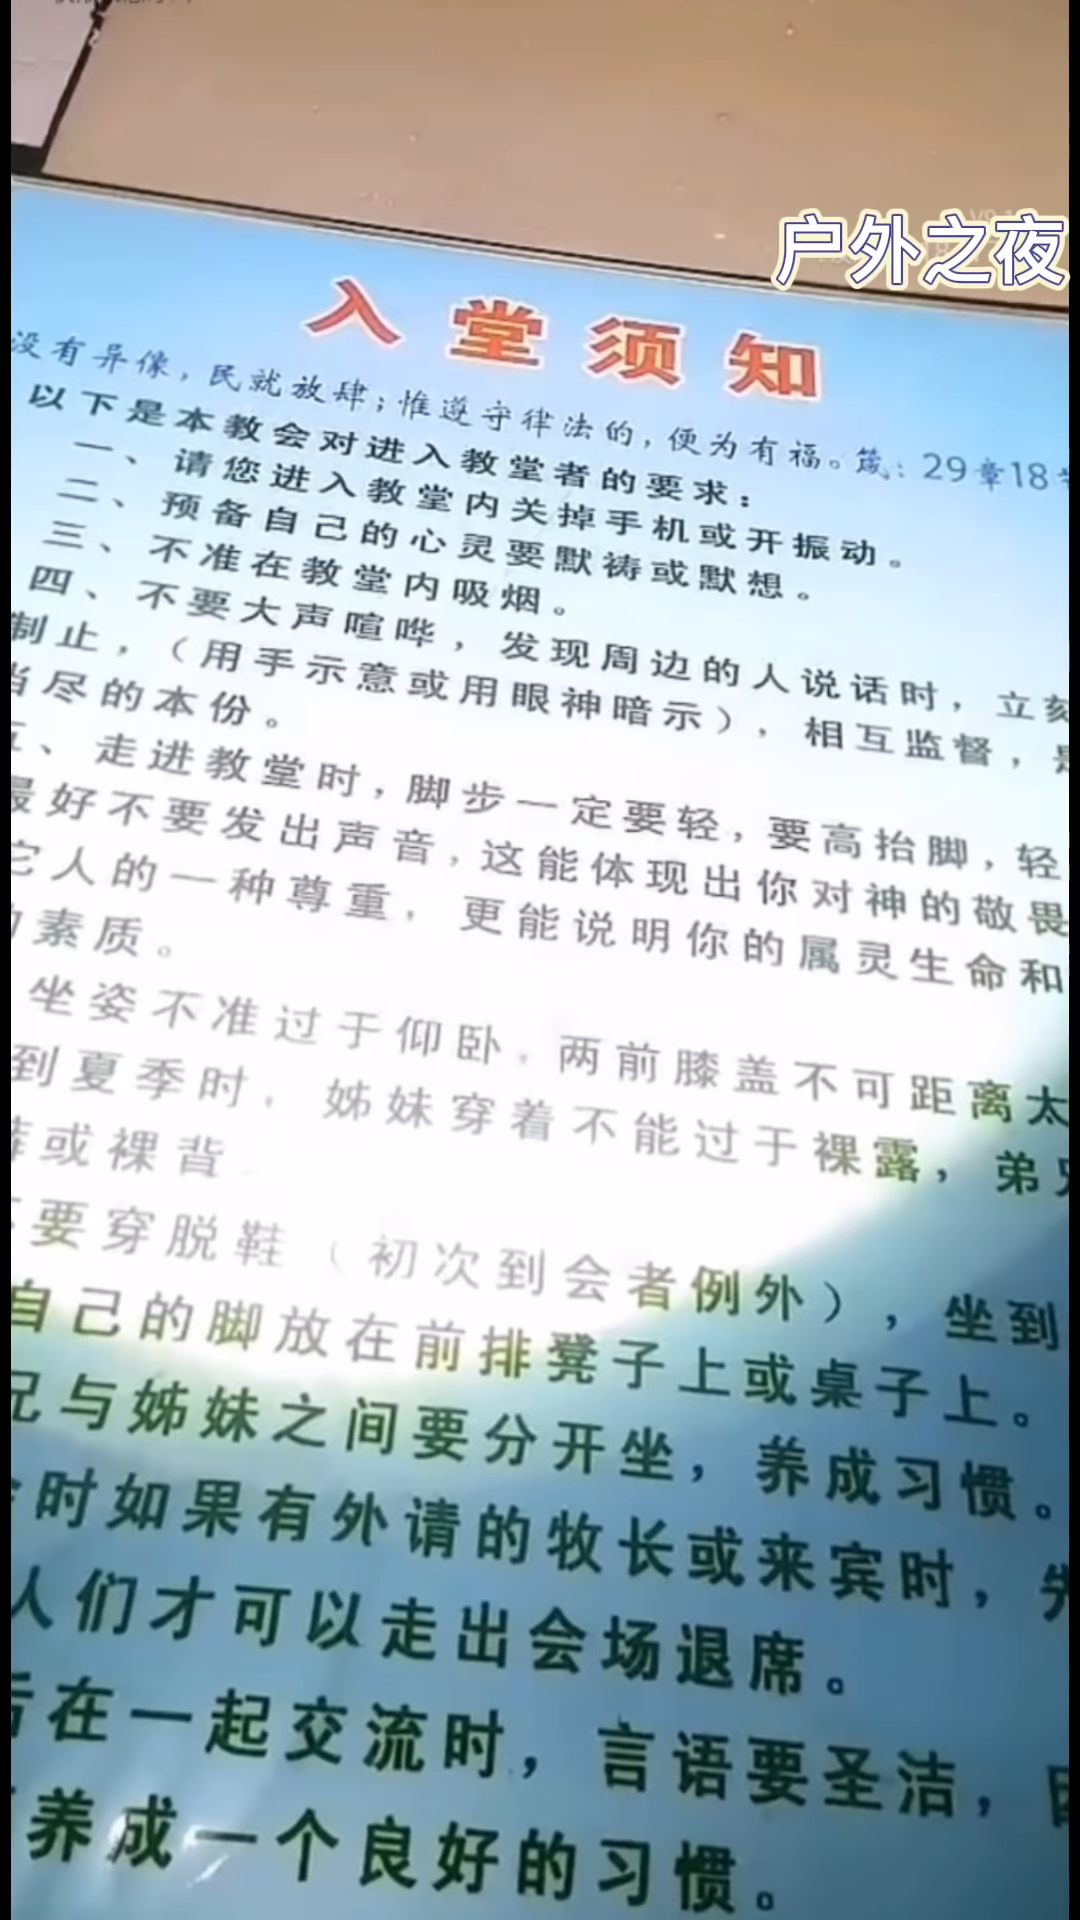 户外之夜
入堂须知
没有异像，民就放肆；惟遵守律法的，便为有福。箴：29章18
以下是本教会对进入教堂者的要求：
一、请您进入教堂内关掉手机或开振动。
二、预备自己的心灵要默祷或默想。
三、不准在教堂内吸烟。
四、不要大声喧哗，发现周边的人说话时，立刻
制止，（用手示意或用眼神暗示），相互监督，是
当尽的本份。
五、走进教堂时，脚步一定要轻，要高抬脚，轻
最好不要发出声音，这能体现出你对神的敬畏
它人的一种尊重，更能说明你的属灵生命和
的素质。
坐姿不准过于仰卧，两前膝盖不可距离太
到夏季时，姊妹穿着不能过于裸露，弟兄
或裸背
要穿脱鞋（初次到会者例外），坐到
自己的脚放在前排凳子上或桌子上。
兄与姊妹之间要分开坐，养成习惯。
时如果有外请的牧长或来宾时，先
人们才可以走出会场退席。
后在一起交流时，言语要圣洁，因
养成一个良好的习惯。